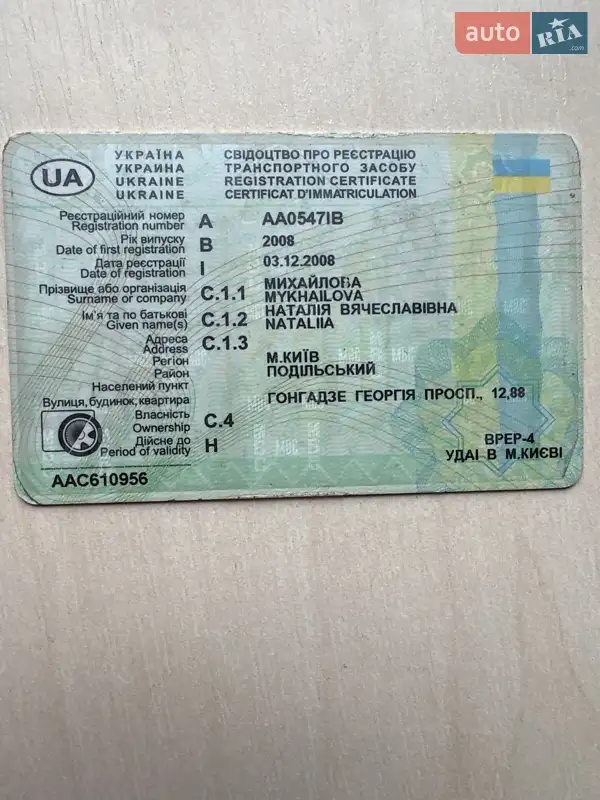 auto RIA .com
УКРАЇНА
УКРАИНА
UKRAINE
UKRAINE
СВІДОЦТВО ПРО РЕЄСТРАЦІЮ
ТРАНСПОРТНОГО ЗАСОБУ
REGISTRATION CERTIFICATE
CERTIFICAT D'IMMATRICULATION
UA
Реєстраційний номер
Registration number A AA0547IB
Рік випуску
Date of first registration B 2008
Дата реєстрації
Date of registration I 03.12.2008
Прізвище або організація
Surname or company C.1.1 МИХАЙЛОВА
MYKHAILOVA
Ім'я та по батькові
Given name(s) C.1.2 НАТАЛІЯ ВЯЧЕСЛАВІВНА
NATALIIA
Адреса
Address C.1.3
Регіон М.КИЇВ
Район ПОДІЛЬСЬКИЙ
Населений пункт
Вулиця, будинок, квартира ГОНГАДЗЕ ГЕОРГІЯ ПРОСП., 12,88
Власність
Ownership C.4
Дійсне до
Period of validity H
ВРЕР-4
УДАІ В М.КИЄВІ
AAC610956